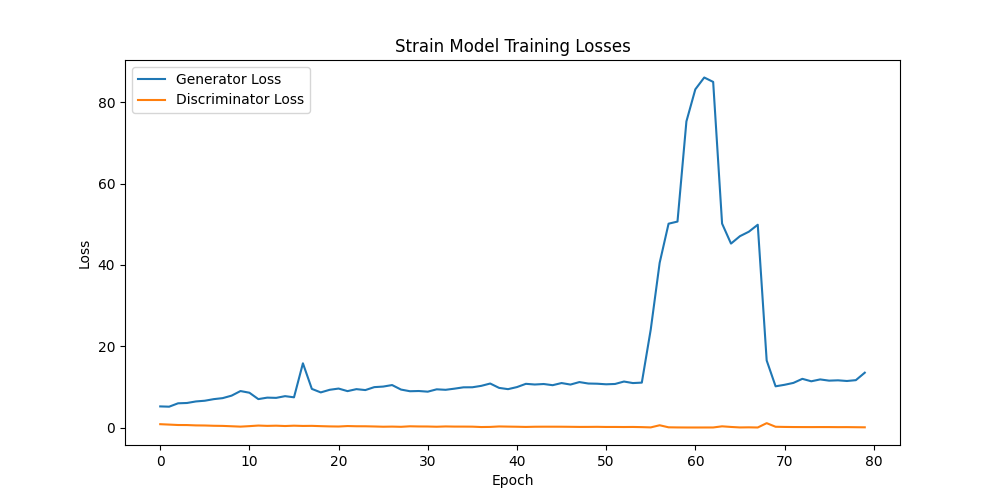 Strain Model Training Losses
Generator Loss
Discriminator Loss
80
60
40
20
0
Loss
0 10 20 30 40 50 60 70 80
Epoch